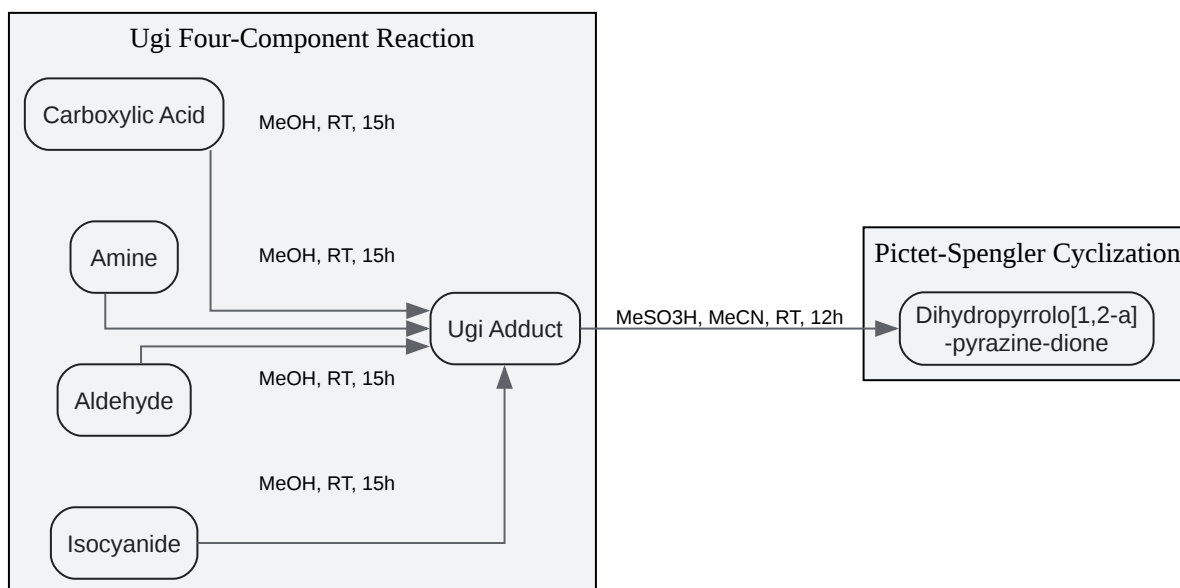 Ugi Four-Component Reaction
Carboxylic Acid
MeOH, RT, 15h
Amine
MeOH, RT, 15h
Ugi Adduct
Aldehyde
MeOH, RT, 15h
Isocyanide
MeOH, RT, 15h
MeSO3H, MeCN, RT, 12h
Pictet-Spengler Cyclization
Dihydropyrrolo[1,2-a]
-pyrazine-dione